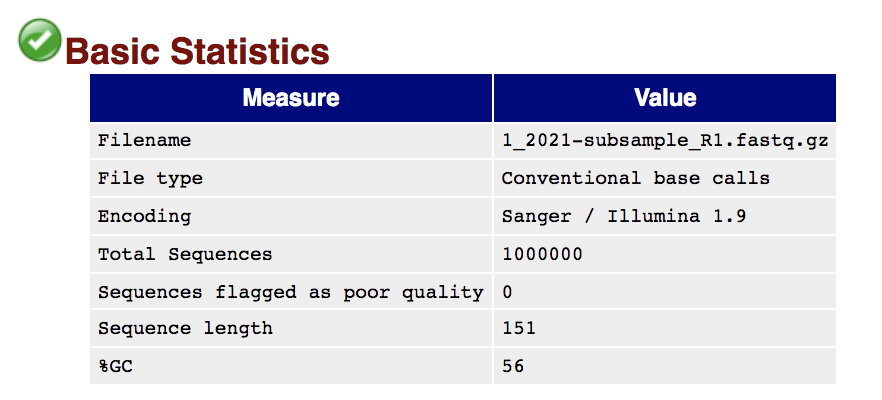 Basic Statistics
Measure Value
Filename 1_2021-subsample_R1.fastq.gz
File type Conventional base calls
Encoding Sanger / Illumina 1.9
Total Sequences 1000000
Sequences flagged as poor quality 0
Sequence length 151
%GC 56